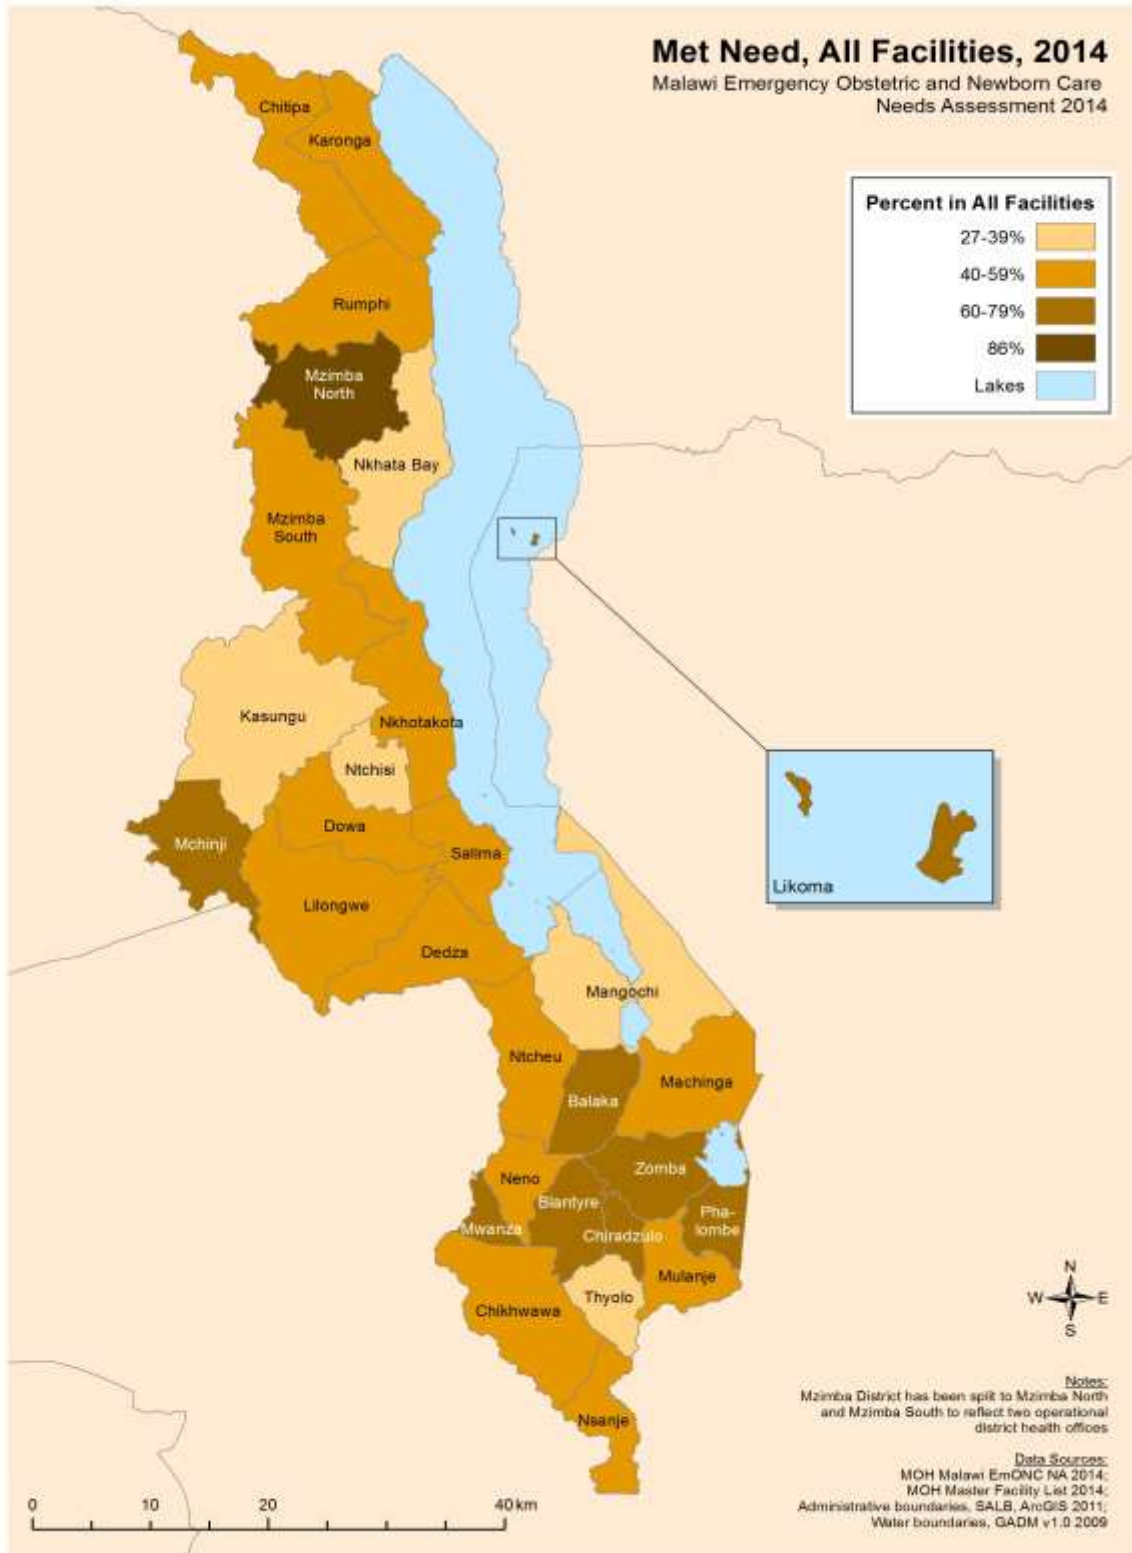 Met Need, All Facilities, 2014
Malawi Emergency Obstetric and Newborn Care
Needs Assessment 2014
Percent in All Facilities
27-39%
40-59%
60-79%
86%
Lakes
Chitipa
Karonga
Rumphi
Mzimba
North
Nkhata Bay
Mzimba
South
Kasungu
Nkhotakota
Ntchisi
Dowa
Mchinji
Salima
Likoma
Lilongwe
Dedza
Mangochi
Ntcheu
Machinga
Balaka
Zomba
Neno
Blantyre
Pha-
lombe
Mwanza
Chiradzulo
Mulanje
Thyolo
Chikhwawa
Nsanje
N
W E
S
Notes:
Mzimba District has been split to Mzimba North
and Mzimba South to reflect two operational
district health offices
Data Sources:
MOH Malawi EmONC NA 2014;
MOH Master Facility List 2014;
Administrative boundaries, SALB, ArcGIS 2011;
Water boundaries, GADM v1.0 2009
0 10 20 40 km